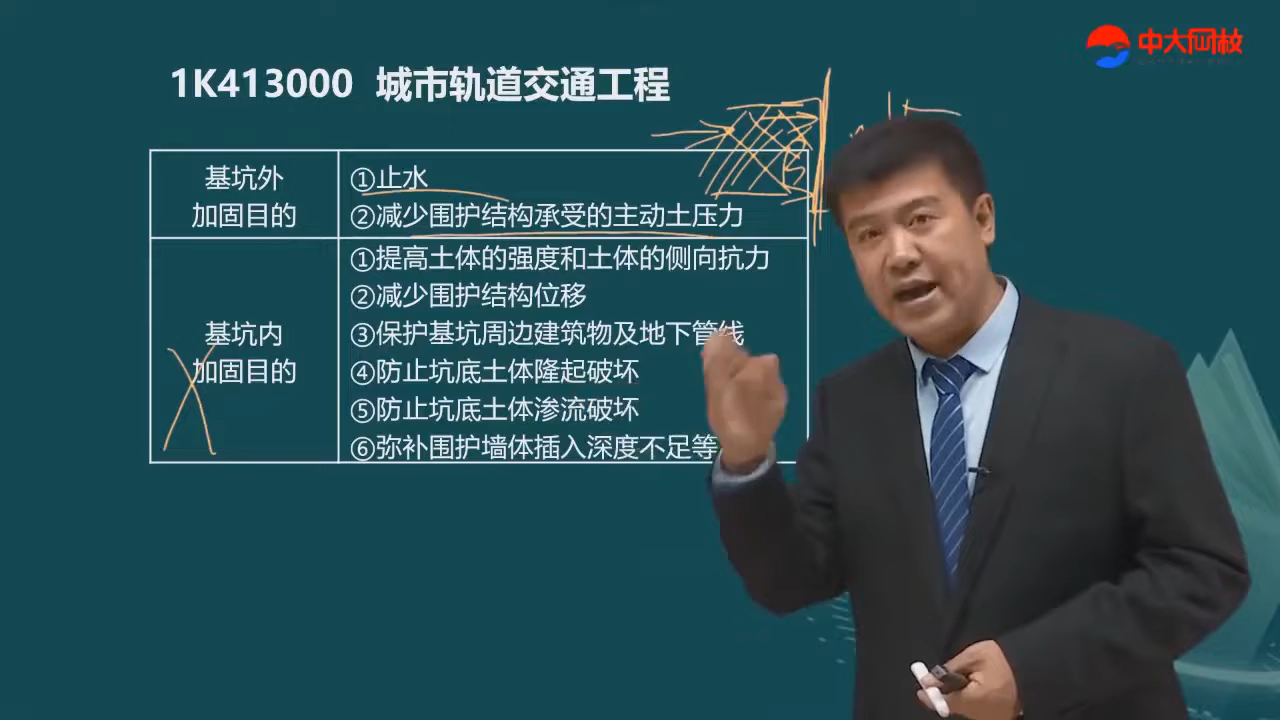 中大网校
1K413000 城市轨道交通工程
基坑外
加固目的
①止水
②减少围护结构承受的主动土压力
基坑内
加固目的
①提高土体的强度和土体的侧向抗力
②减少围护结构位移
③保护基坑周边建筑物及地下管线
④防止坑底土体隆起破坏
⑤防止坑底土体渗流破坏
⑥弥补围护墙体插入深度不足等